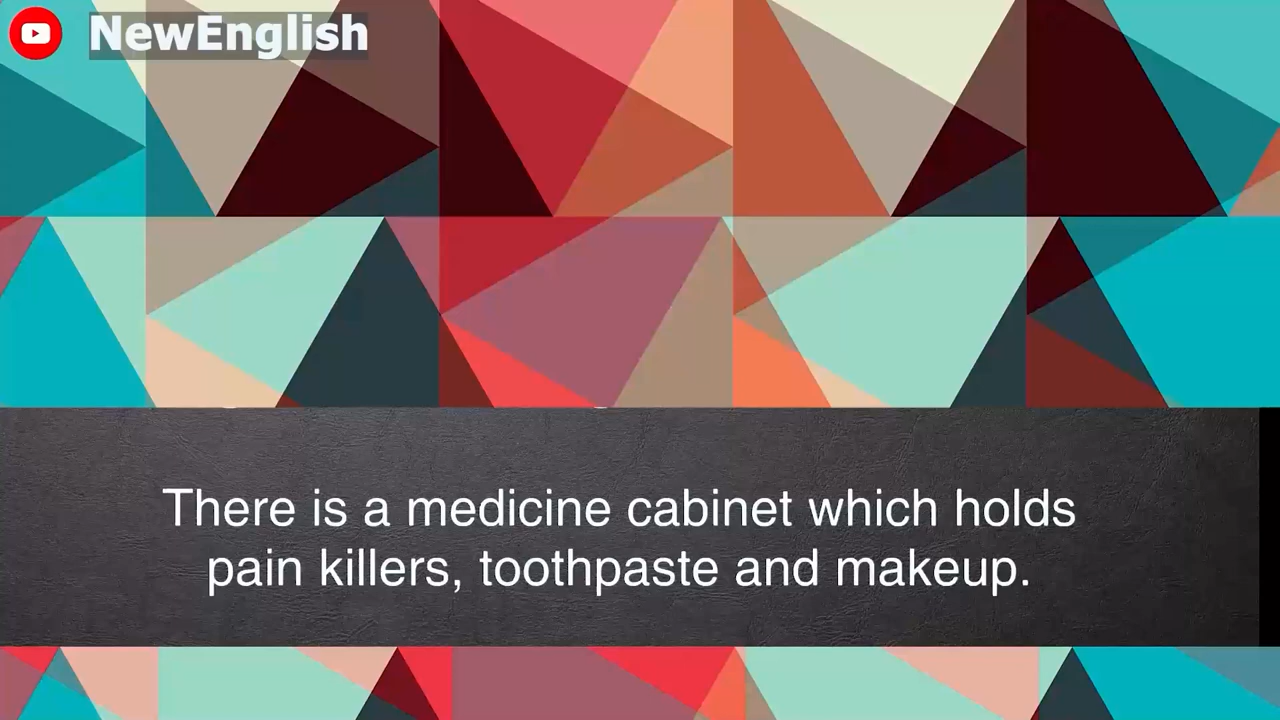 NewEnglish
There is a medicine cabinet which holds
pain killers, toothpaste and makeup.